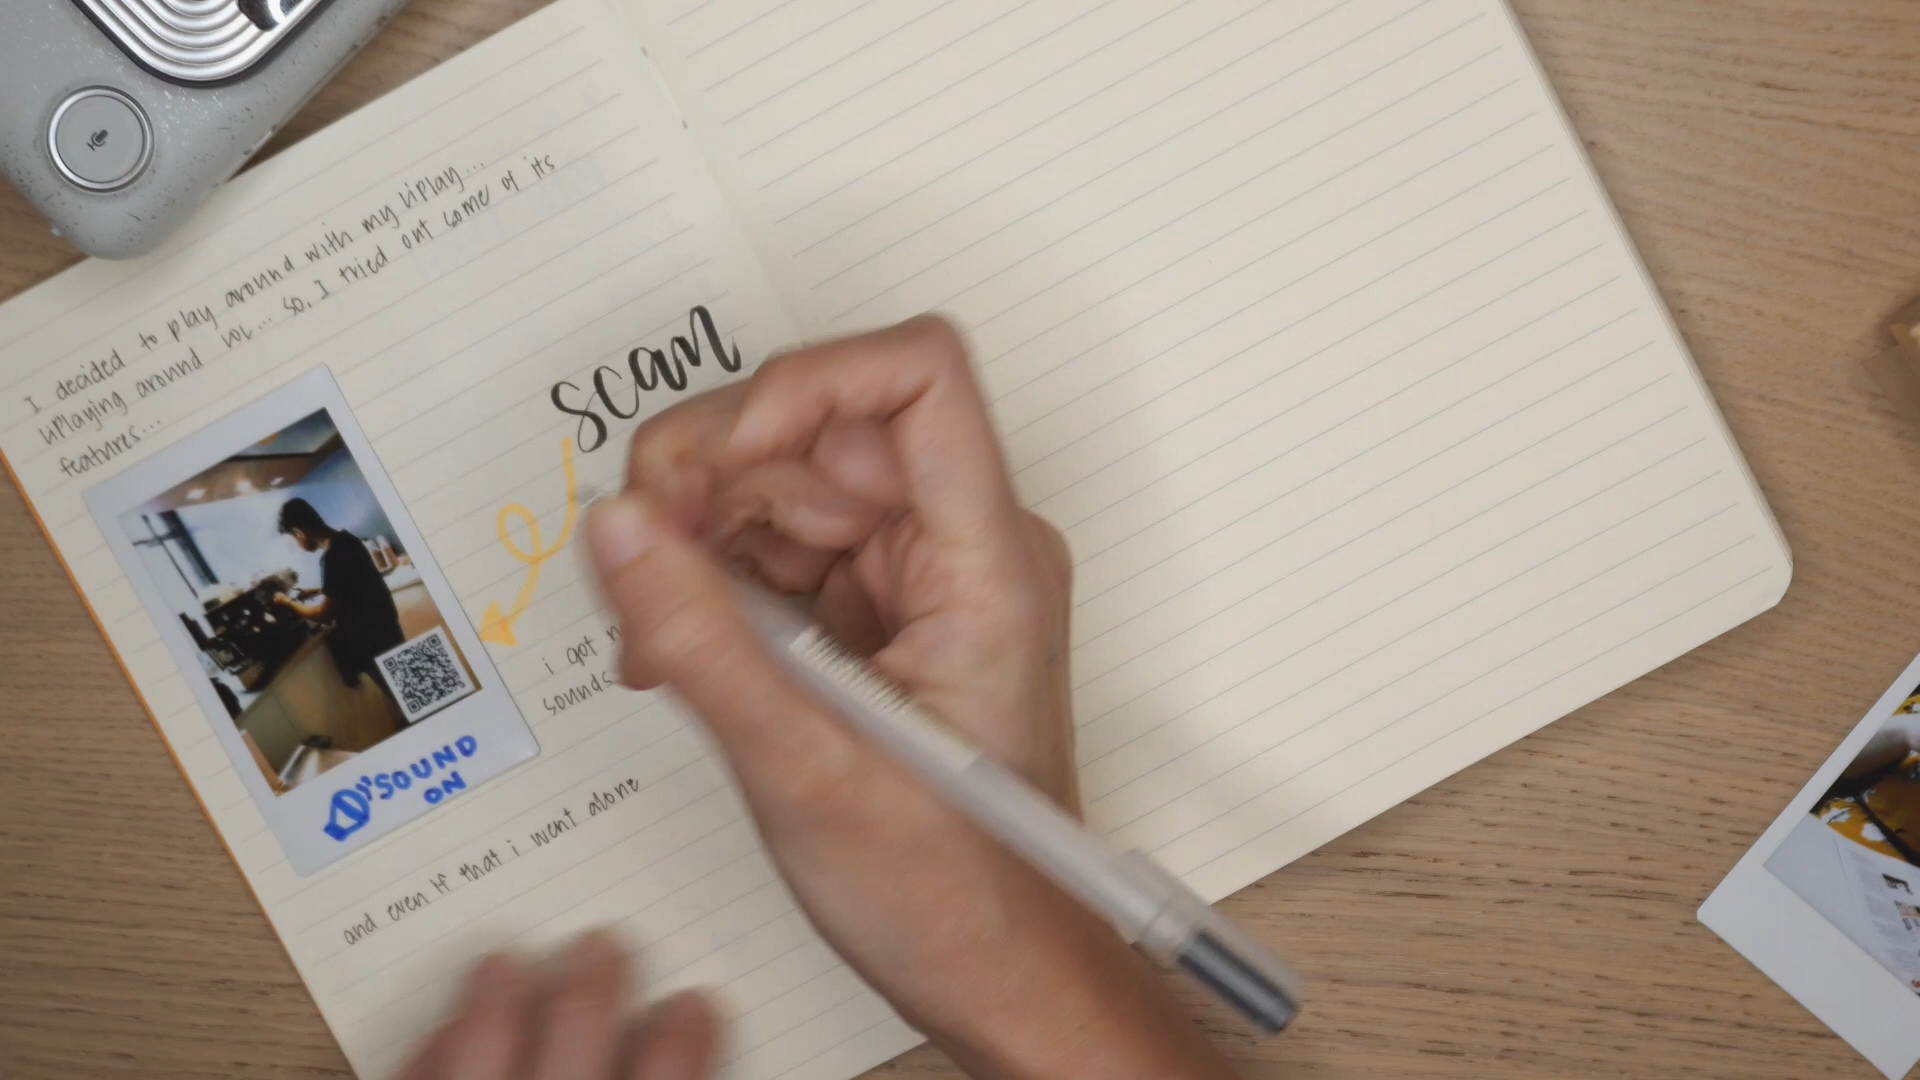 I decided to play around with my LiPlay...
LiPlaying around LOL... So, I tried out some of its
features...
scan
i got
sounds
SOUND
ON
and even if that i went alone